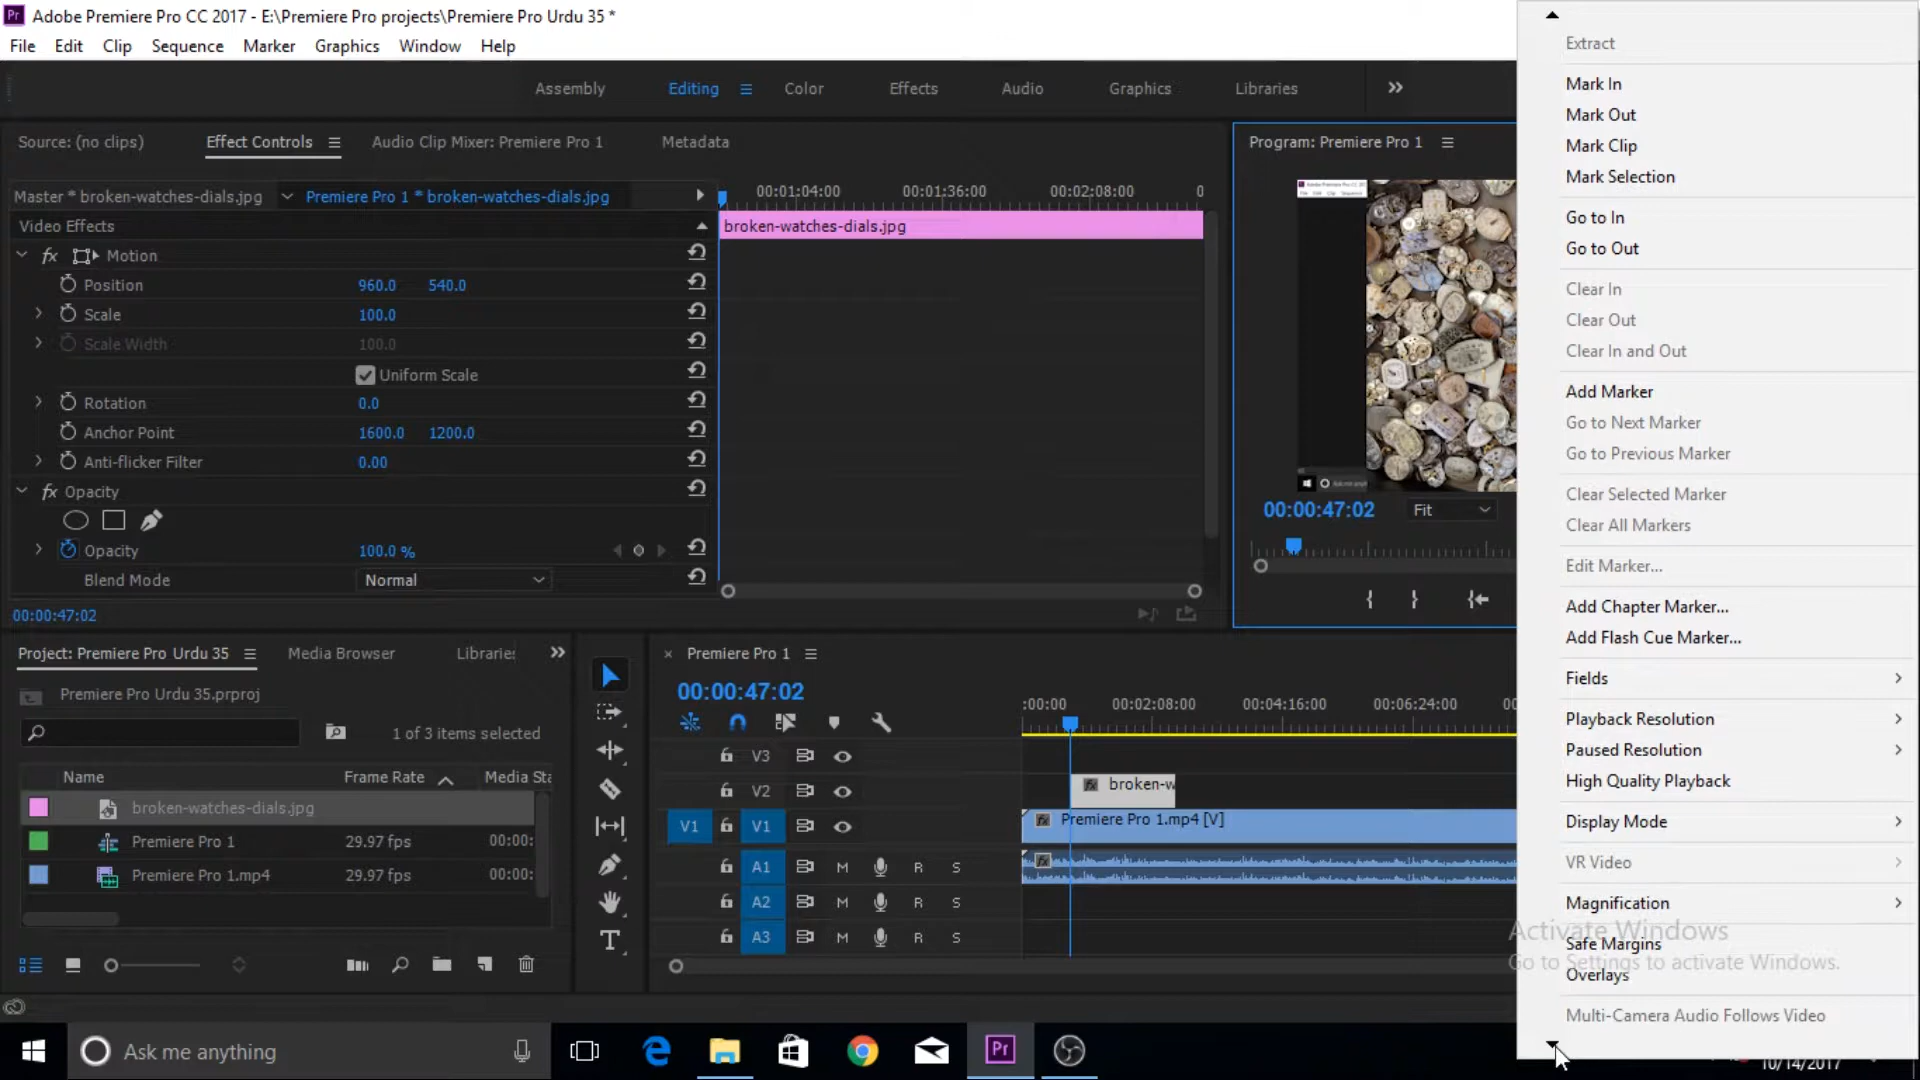 Adobe Premiere Pro CC 2017 - E:\Premiere Pro projects\Premiere Pro Urdu 35 *
File Edit Clip Sequence Marker Graphics Window Help
Assembly Editing Color Effects Audio Graphics Libraries
Source: (no clips) Effect Controls Audio Clip Mixer: Premiere Pro 1 Metadata
Program: Premiere Pro 1
Master * broken-watches-dials.jpg Premiere Pro 1 * broken-watches-dials.jpg
00:01:04:00 00:01:36:00 00:02:08:00 0
Video Effects
broken-watches-dials.jpg
fx Motion
Position 960.0 540.0
Scale 100.0
Scale Width 100.0
Uniform Scale
Rotation 0.0
Anchor Point 1600.0 1200.0
Anti-flicker Filter 0.00
fx Opacity
Opacity 100.0 %
Blend Mode Normal
00:00:47:02
00:00:47:02 Fit
Project: Premiere Pro Urdu 35 Media Browser Libraries
Premiere Pro Urdu 35.prproj
1 of 3 items selected
Name Frame Rate Media Sta
broken-watches-dials.jpg
Premiere Pro 1 29.97 fps 00:00:
Premiere Pro 1.mp4 29.97 fps 00:00:
T
× Premiere Pro 1
00:00:47:02
:00:00 00:02:08:00 00:04:16:00 00:06:24:00 00
V3
V2 fx broken-w
V1 V1 fx Premiere Pro 1.mp4 [V]
A1 M R S fx
A2 M R S
A3 M R S
Extract
Mark In
Mark Out
Mark Clip
Mark Selection
Go to In
Go to Out
Clear In
Clear Out
Clear In and Out
Add Marker
Go to Next Marker
Go to Previous Marker
Clear Selected Marker
Clear All Markers
Edit Marker...
Add Chapter Marker...
Add Flash Cue Marker...
Fields
Playback Resolution
Paused Resolution
High Quality Playback
Display Mode
VR Video
Magnification
Activate Windows
Safe Margins
Go to Settings to activate Windows.
Overlays
Multi-Camera Audio Follows Video
Ask me anything
Pr
10/14/2017